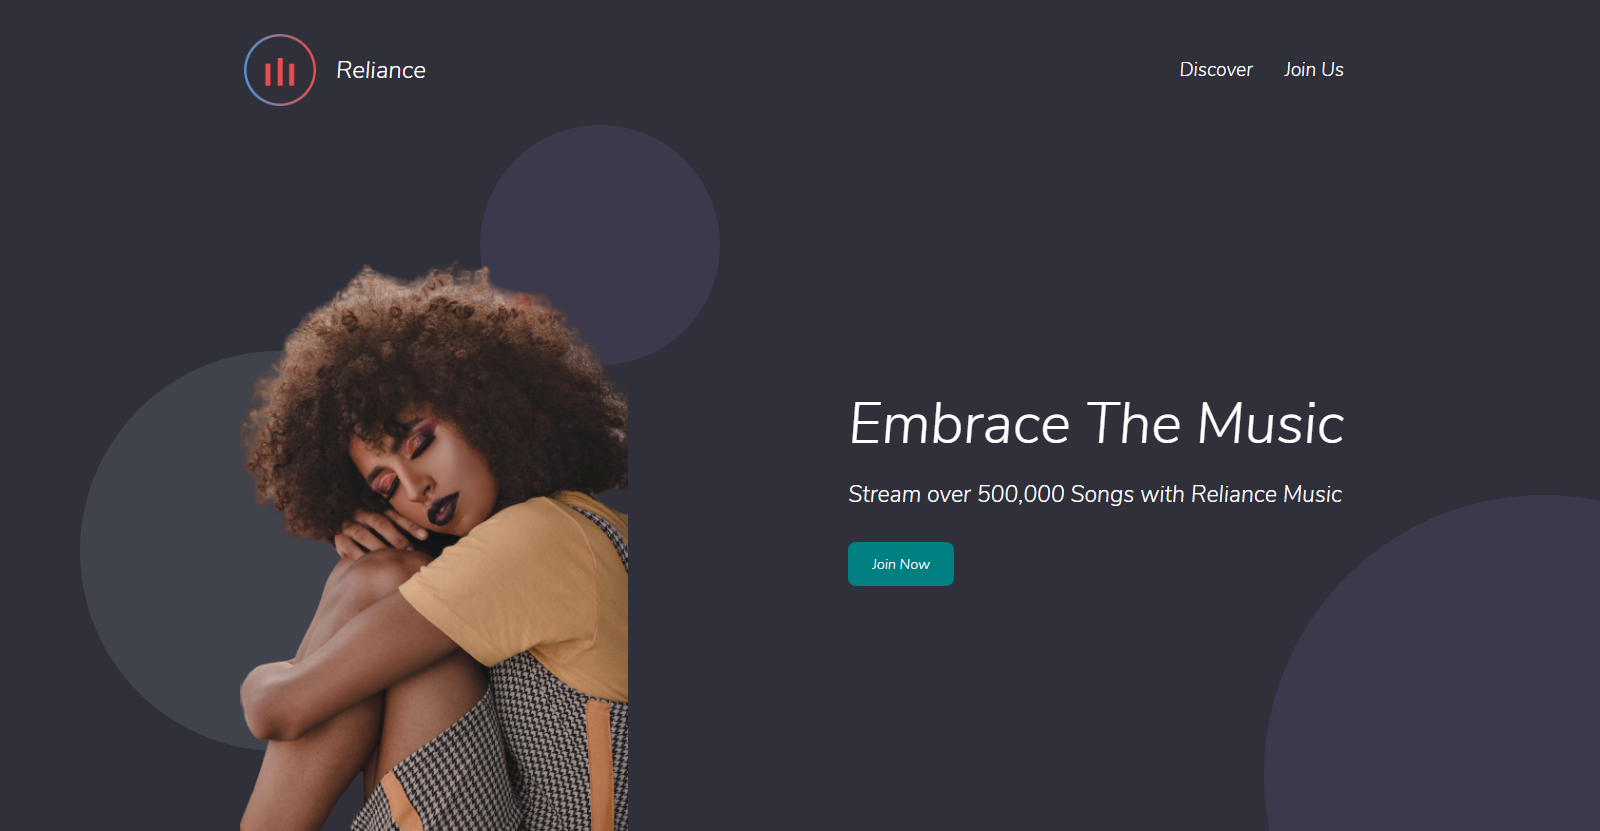 Reliance
Discover
Join Us
Embrace The Music
Stream over 500,000 Songs with Reliance Music
Join Now